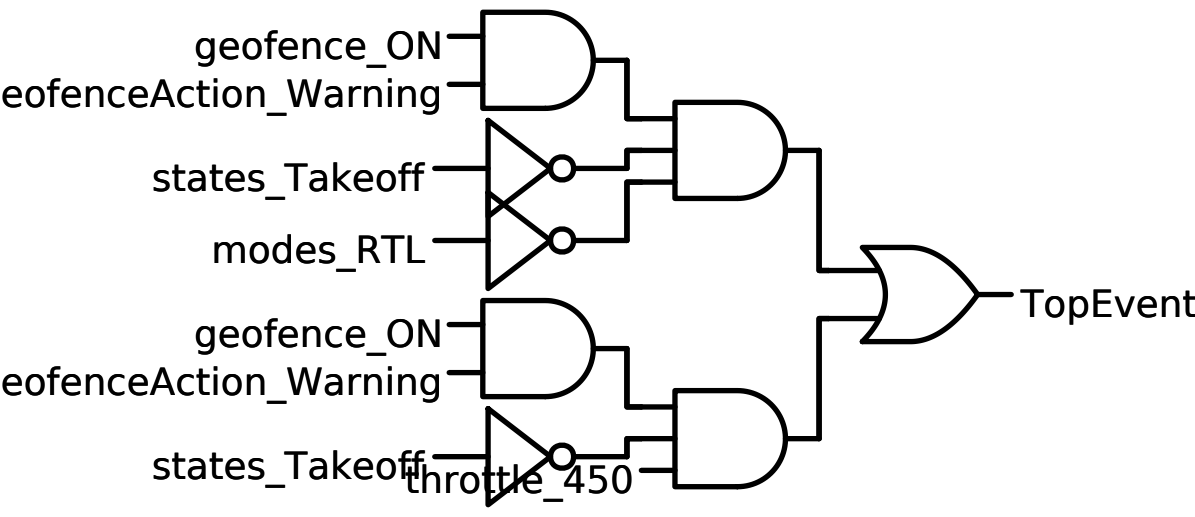 geofence_ON
eofenceAction_Warning
states_Takeoff
modes_RTL
TopEvent
geofence_ON
eofenceAction_Warning
states_Takeoff
throttle_450